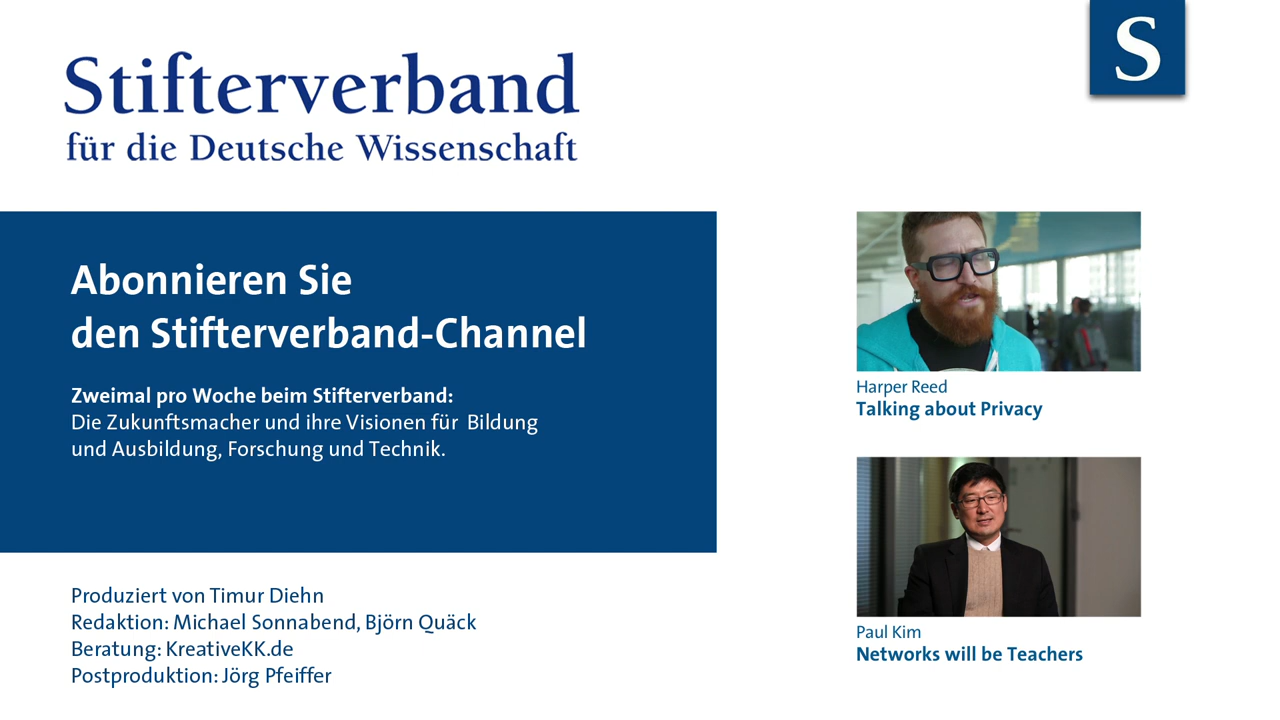 Stifterverband
für die Deutsche Wissenschaft
S
Abonnieren Sie
den Stifterverband-Channel
Zweimal pro Woche beim Stifterverband:
Die Zukunftsmacher und ihre Visionen für Bildung
und Ausbildung, Forschung und Technik.
Produziert von Timur Diehn
Redaktion: Michael Sonnabend, Björn Quäck
Beratung: KreativeKK.de
Postproduktion: Jörg Pfeiffer
Harper Reed
Talking about Privacy
Paul Kim
Networks will be Teachers